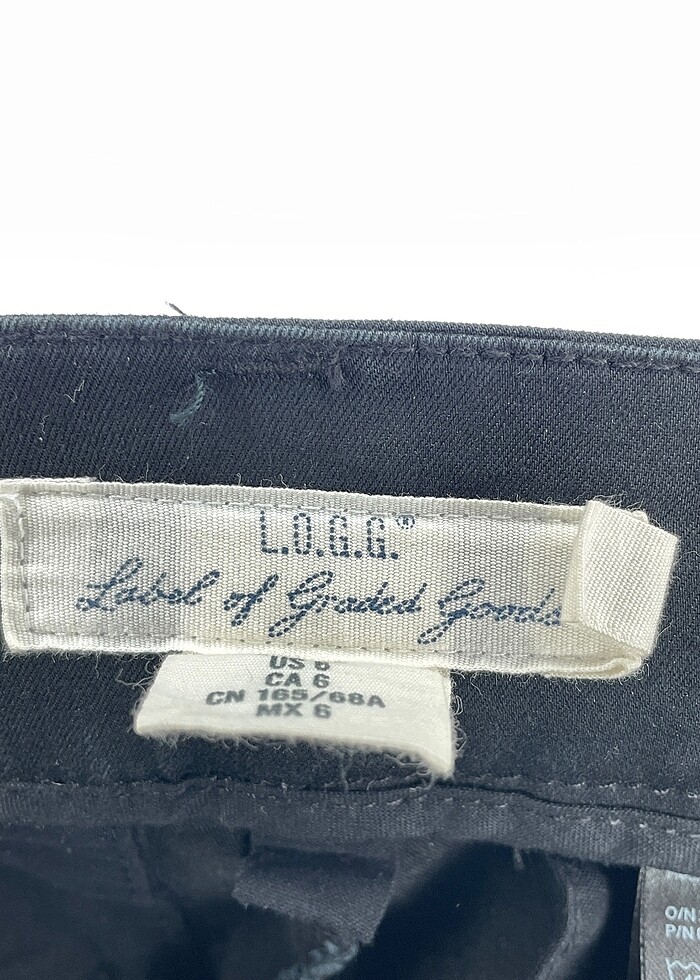 L.O.G.G.®
Label of Graded Goods
US 6
CA 6
CN 165/68A
MX 6
O/N
P/N